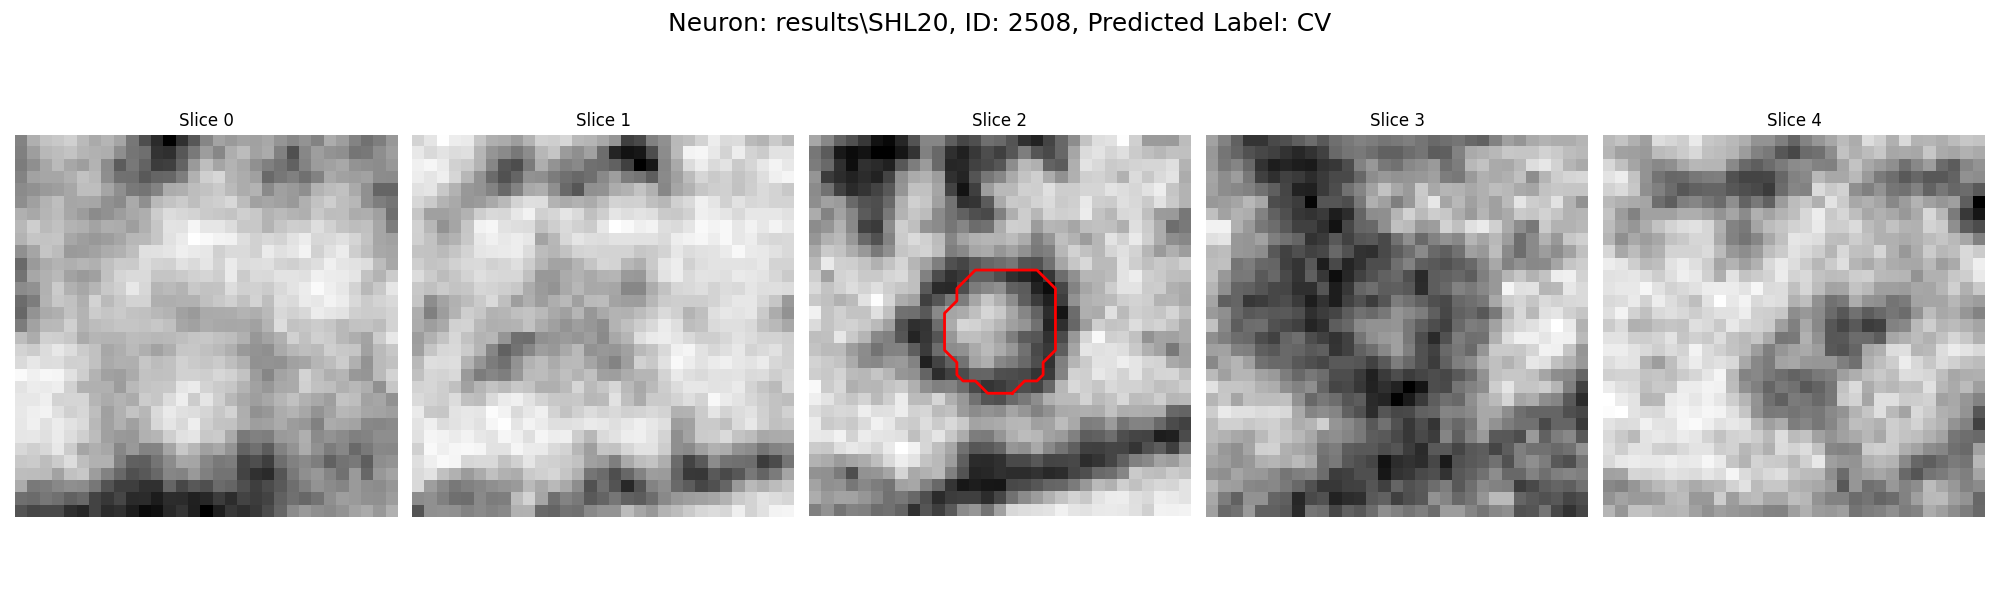 Neuron: results\SHL20, ID: 2508, Predicted Label: CV
Slice 0
Slice 1
Slice 2
Slice 3
Slice 4